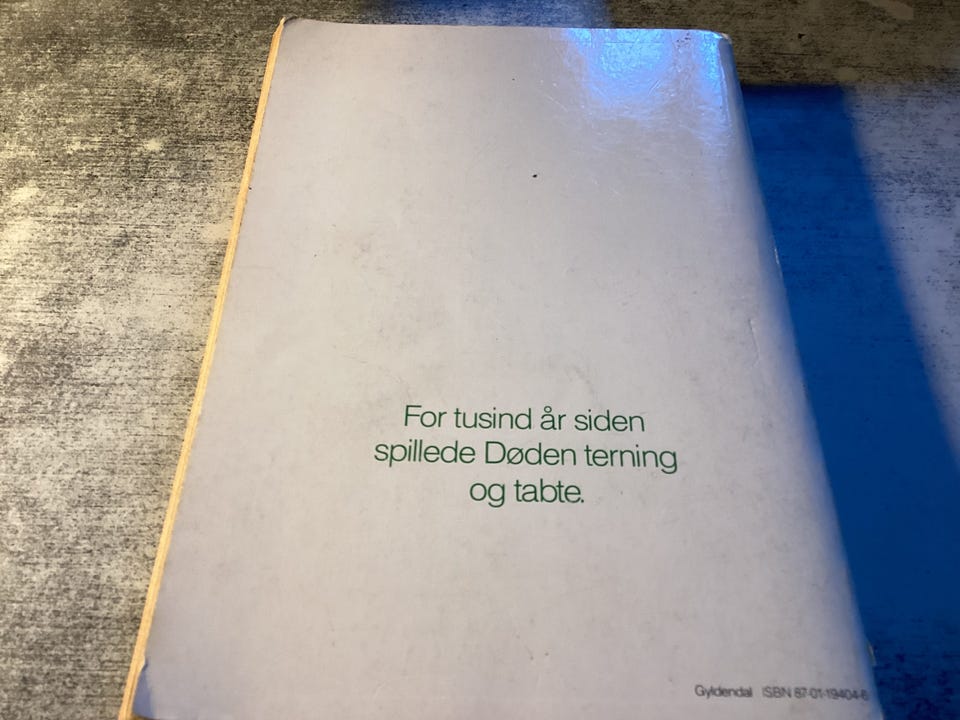 For tusind år siden
spillede Døden terning
og tabte.
Gyldendal ISBN 87-01-19404-6